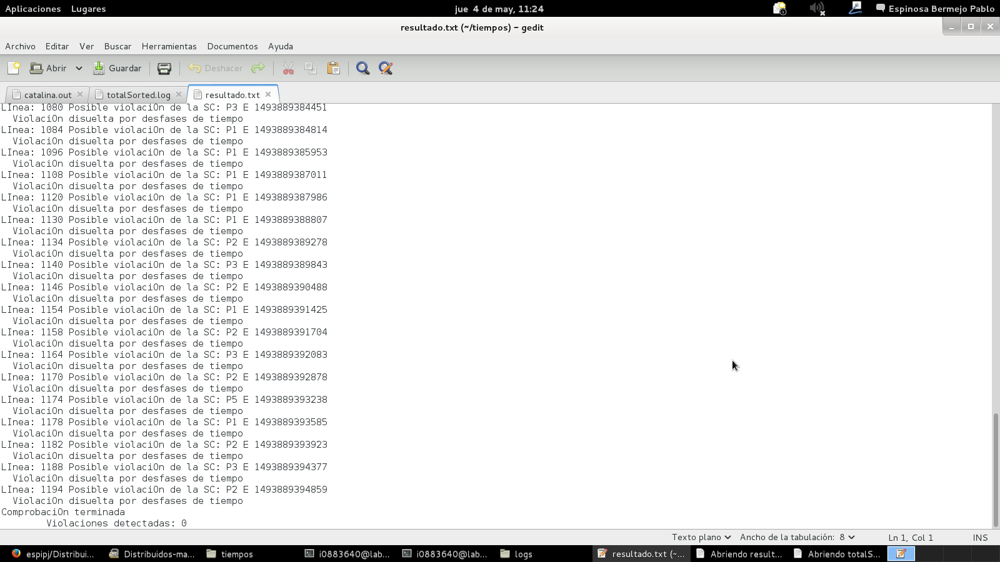 Aplicaciones Lugares jue 4 de may, 11:24 1 Espinosa Bermejo Pablo
resultado.txt (~/tiempos) - gedit
Archivo Editar Ver Buscar Herramientas Documentos Ayuda
Abrir Guardar Deshacer
catalina.out totalSorted.log resultado.txt
LInea: 1080 Posible violaciOn de la SC: P3 E 1493889384451
ViolaciOn disuelta por desfases de tiempo
LInea: 1084 Posible violaciOn de la SC: P1 E 1493889384814
ViolaciOn disuelta por desfases de tiempo
LInea: 1096 Posible violaciOn de la SC: P1 E 1493889385953
ViolaciOn disuelta por desfases de tiempo
LInea: 1108 Posible violaciOn de la SC: P1 E 1493889387011
ViolaciOn disuelta por desfases de tiempo
LInea: 1120 Posible violaciOn de la SC: P1 E 1493889387986
ViolaciOn disuelta por desfases de tiempo
LInea: 1130 Posible violaciOn de la SC: P1 E 1493889388807
ViolaciOn disuelta por desfases de tiempo
LInea: 1134 Posible violaciOn de la SC: P2 E 1493889389278
ViolaciOn disuelta por desfases de tiempo
LInea: 1140 Posible violaciOn de la SC: P3 E 1493889389843
ViolaciOn disuelta por desfases de tiempo
LInea: 1146 Posible violaciOn de la SC: P2 E 1493889390488
ViolaciOn disuelta por desfases de tiempo
LInea: 1154 Posible violaciOn de la SC: P1 E 1493889391425
ViolaciOn disuelta por desfases de tiempo
LInea: 1158 Posible violaciOn de la SC: P2 E 1493889391704
ViolaciOn disuelta por desfases de tiempo
LInea: 1164 Posible violaciOn de la SC: P3 E 1493889392083
ViolaciOn disuelta por desfases de tiempo
LInea: 1170 Posible violaciOn de la SC: P2 E 1493889392878
ViolaciOn disuelta por desfases de tiempo
LInea: 1174 Posible violaciOn de la SC: P5 E 1493889393238
ViolaciOn disuelta por desfases de tiempo
LInea: 1178 Posible violaciOn de la SC: P1 E 1493889393585
ViolaciOn disuelta por desfases de tiempo
LInea: 1182 Posible violaciOn de la SC: P2 E 1493889393923
ViolaciOn disuelta por desfases de tiempo
LInea: 1188 Posible violaciOn de la SC: P3 E 1493889394377
ViolaciOn disuelta por desfases de tiempo
LInea: 1194 Posible violaciOn de la SC: P2 E 1493889394859
ViolaciOn disuelta por desfases de tiempo
ComprobaciOn terminada
Violaciones detectadas: 0
Texto plano Ancho de la tabulación: 8 Ln 1, Col 1 INS
espipj/Distribui... Distribuidos-ma... tiempos i0883640@lab... i0883640@lab... logs resultado.txt (~... Abriendo result... Abriendo totalS...